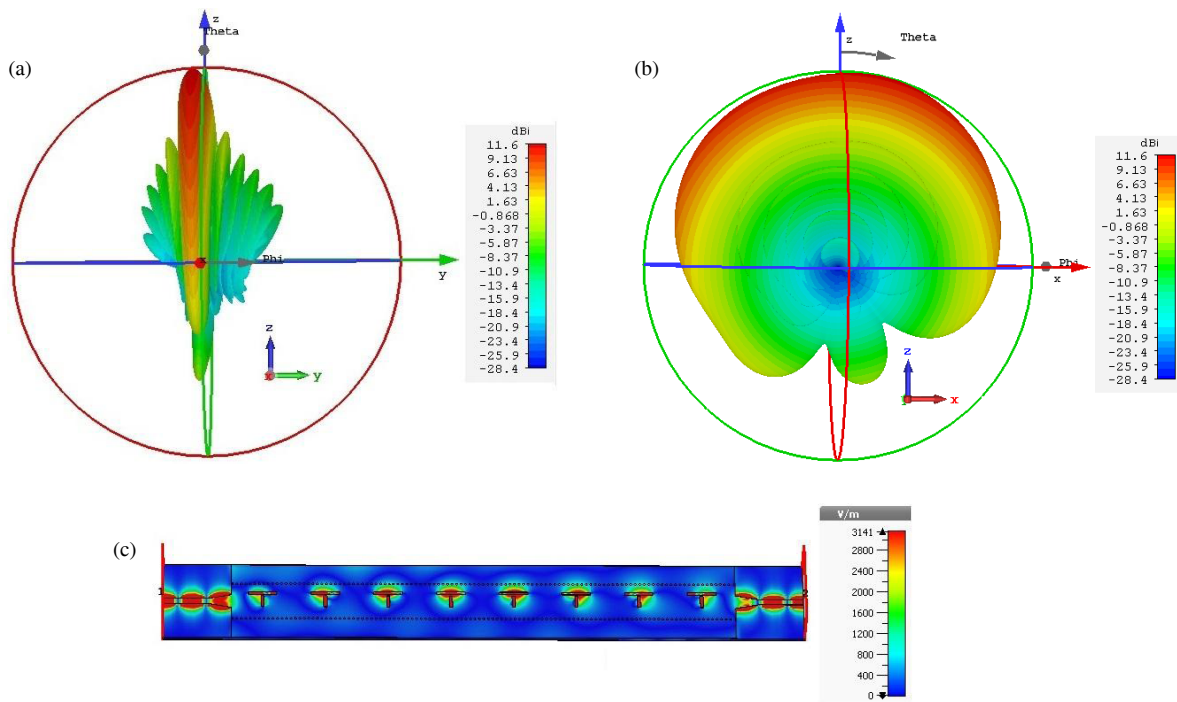 (a)
z
Theta
Phi
y
z
x
y
dBi
11.6
9.13
6.63
4.13
1.63
-0.868
-3.37
-5.87
-8.37
-10.9
-13.4
-15.9
-18.4
-20.9
-23.4
-25.9
-28.4
(b)
z
Theta
Phi
x
z
x
dBi
11.6
9.13
6.63
4.13
1.63
-0.868
-3.37
-5.87
-8.37
-10.9
-13.4
-15.9
-18.4
-20.9
-23.4
-25.9
-28.4
(c)
1
2
V/m
3141
2800
2400
2000
1600
1200
800
400
0